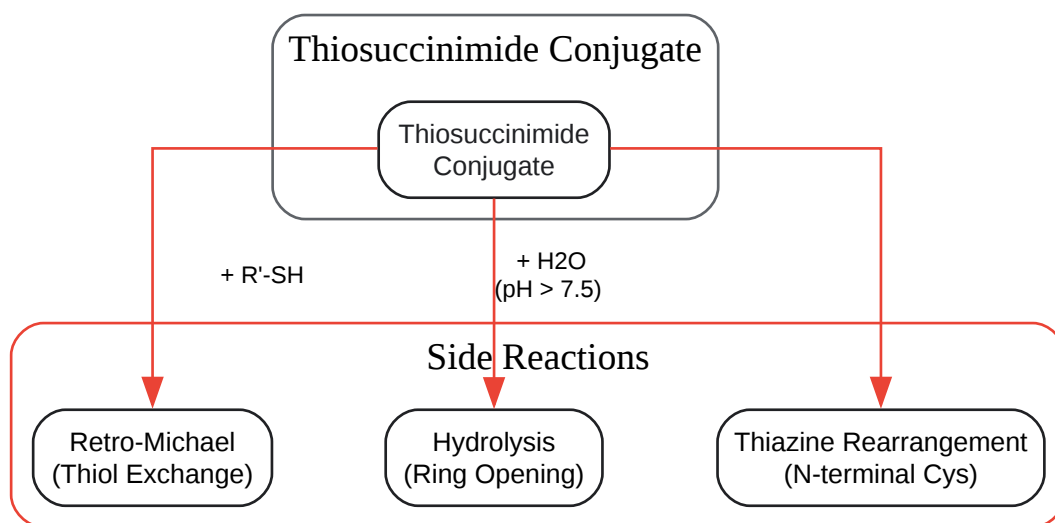 Thiosuccinimide Conjugate
Thiosuccinimide
Conjugate
+ R'-SH
+ H2O
(pH > 7.5)
Side Reactions
Retro-Michael
(Thiol Exchange)
Hydrolysis
(Ring Opening)
Thiazine Rearrangement
(N-terminal Cys)